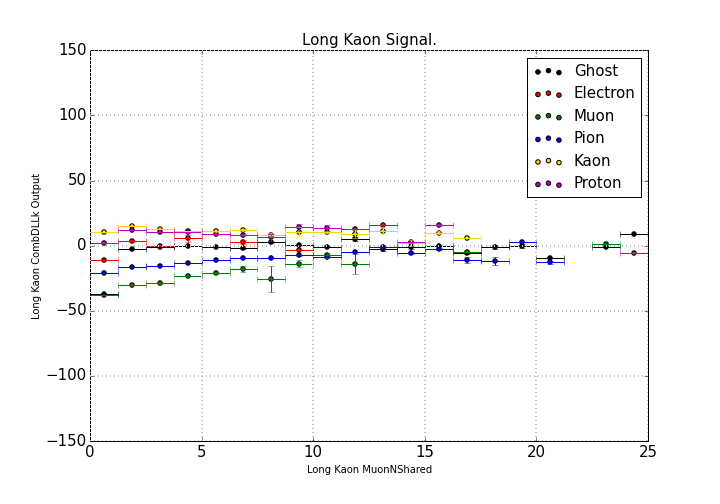 Long Kaon Signal.
150
100
50
0
−50
−100
−150
0
5
10
15
20
25
Long Kaon CombDLLk Output
Long Kaon MuonNShared
Ghost
Electron
Muon
Pion
Kaon
Proton